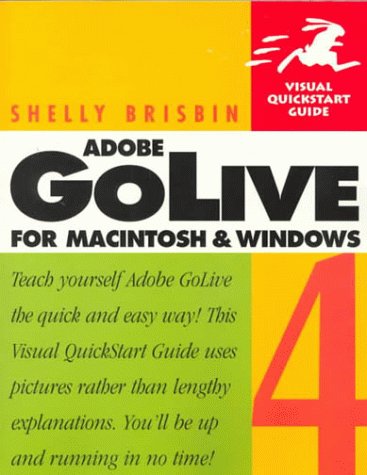 VISUAL
QUICKSTART
GUIDE
SHELLY BRISBIN
ADOBE
GOLIVE
FOR MACINTOSH & WINDOWS
4
Teach yourself Adobe GoLive
the quick and easy way! This
Visual QuickStart Guide uses
pictures rather than lengthy
explanations. You'll be up
and running in no time!